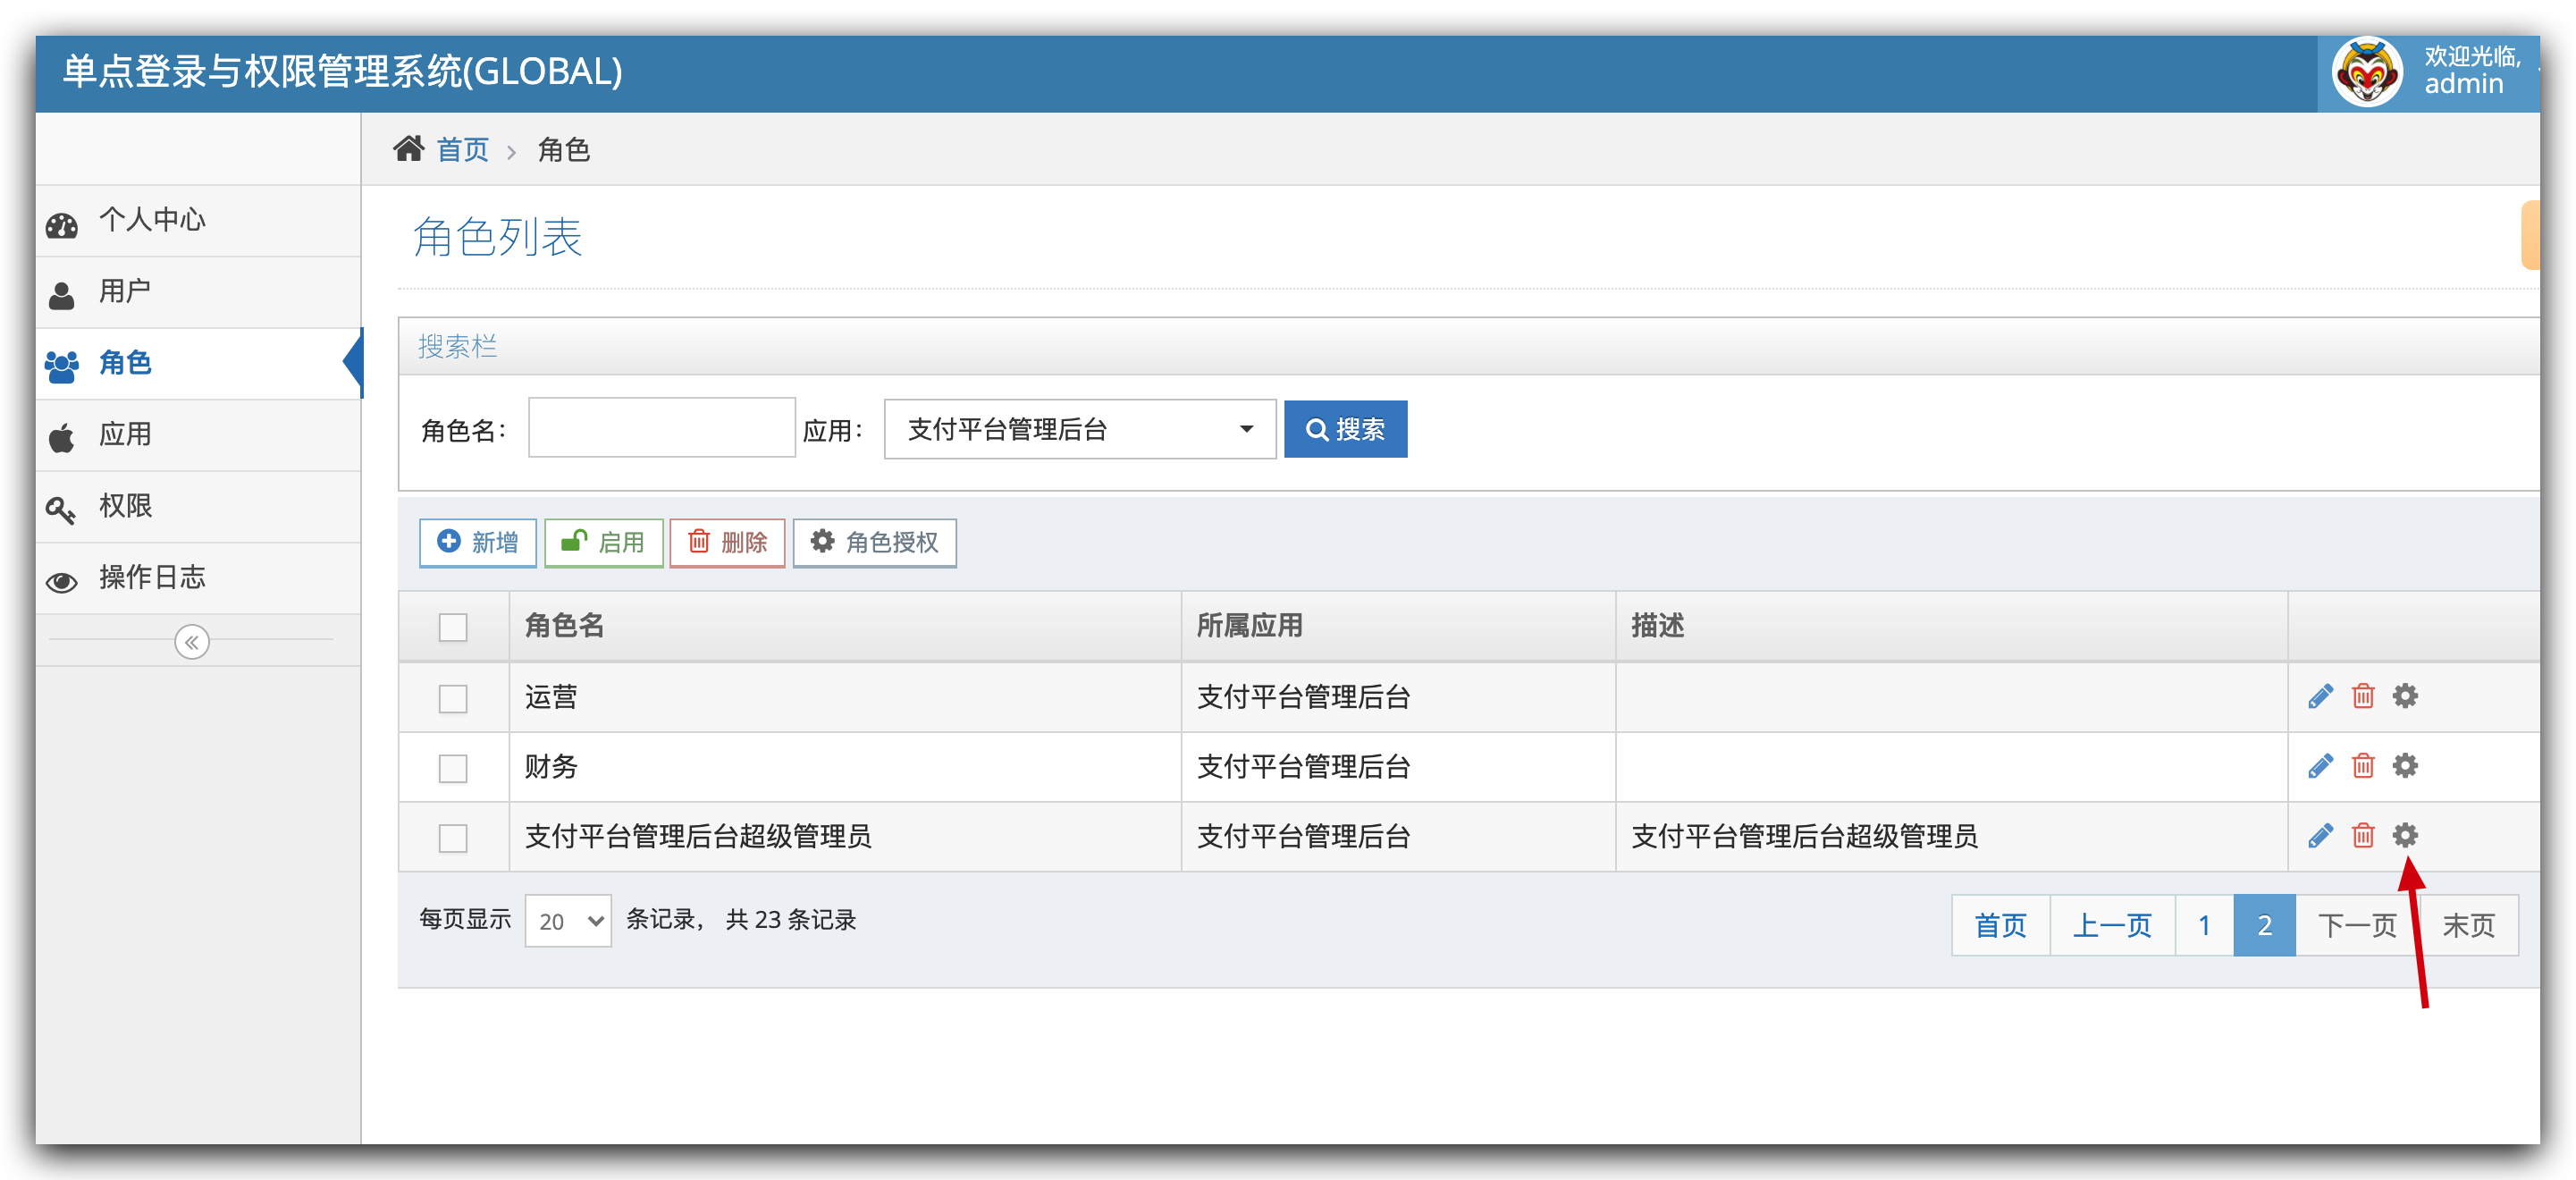 单点登录与权限管理系统(GLOBAL)
欢迎光临,
admin
首页 > 角色
个人中心
用户
角色
应用
权限
操作日志
角色列表
搜索栏
角色名： 应用： 支付平台管理后台 搜索
新增 启用 删除 角色授权
角色名 所属应用 描述
运营 支付平台管理后台
财务 支付平台管理后台
支付平台管理后台超级管理员 支付平台管理后台 支付平台管理后台超级管理员
每页显示 20 条记录， 共 23 条记录
首页 上一页 1 2 下一页 末页